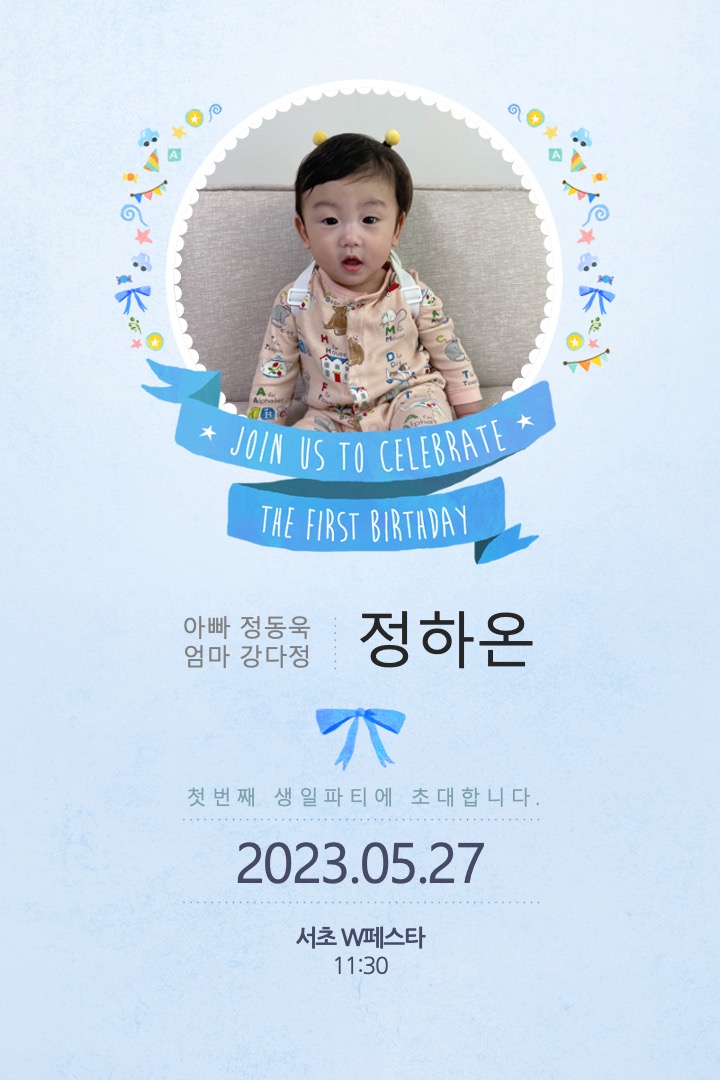 JOIN US TO CELEBRATE
THE FIRST BIRTHDAY
아빠 정동욱
엄마 강다정
정하온
첫번째 생일파티에 초대합니다.
2023.05.27
서초 W페스타
11:30